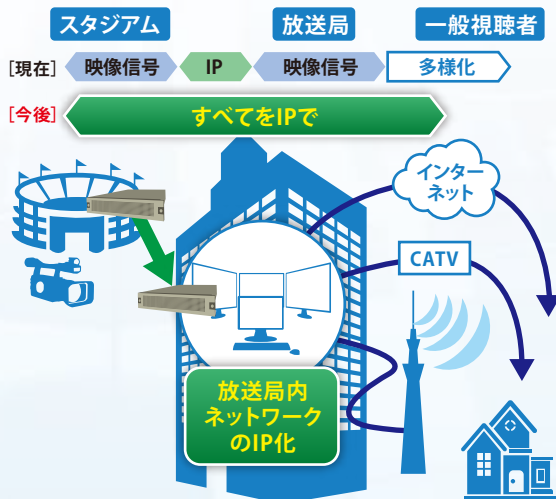 スタジアム 放送局 一般視聴者
[現在] 映像信号 IP 映像信号 多様化
[今後] すべてをIPで
インター
ネット
CATV
放送局内
ネットワーク
のIP化